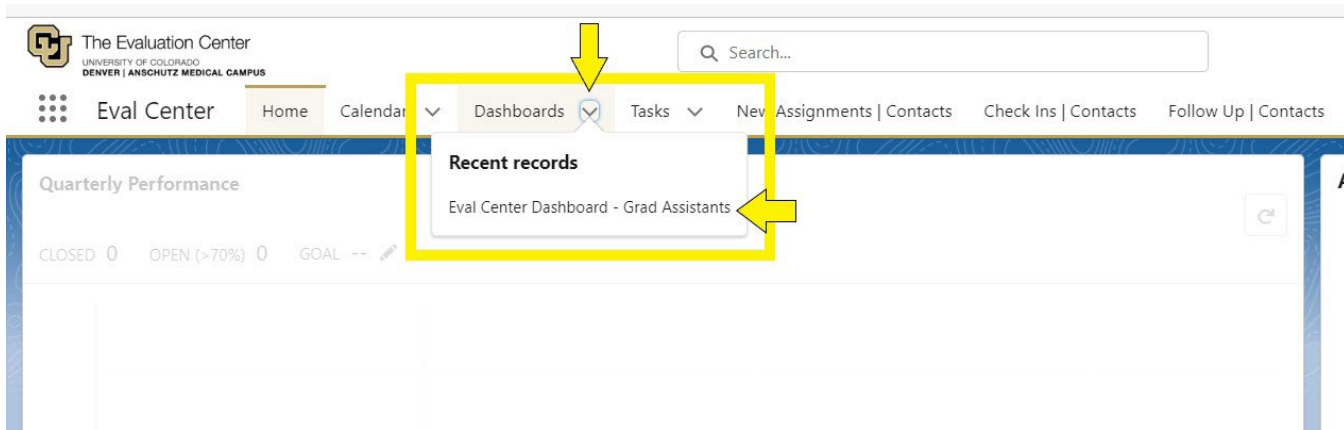 The Evaluation Center
UNIVERSITY OF COLORADO
DENVER | ANSCHUTZ MEDICAL CAMPUS
Search...
Eval Center Home Calendar Dashboards Tasks New Assignments | Contacts Check Ins | Contacts Follow Up | Contacts
Recent records
Eval Center Dashboard - Grad Assistants
Quarterly Performance
CLOSED 0 OPEN (>70%) 0 GOAL --